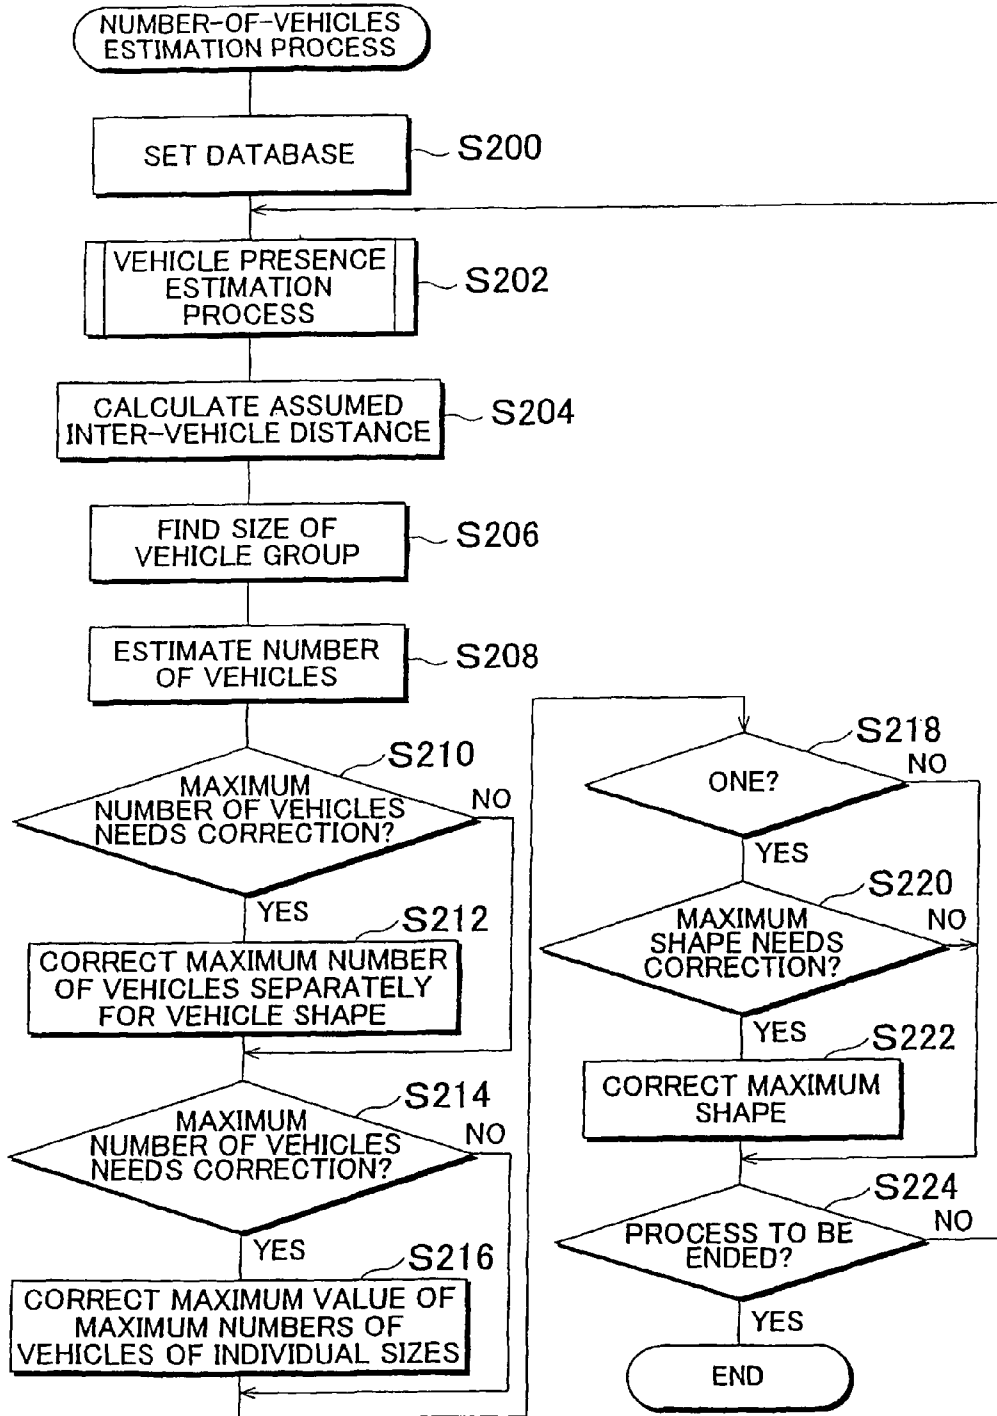 NUMBER-OF-VEHICLES
ESTIMATION PROCESS
SET DATABASE
S200
VEHICLE PRESENCE
ESTIMATION
PROCESS
S202
CALCULATE ASSUMED
INTER-VEHICLE DISTANCE
S204
FIND SIZE OF
VEHICLE GROUP
S206
ESTIMATE NUMBER
OF VEHICLES
S208
S210
MAXIMUM
NUMBER OF VEHICLES
NEEDS CORRECTION?
NO
YES
S212
CORRECT MAXIMUM NUMBER
OF VEHICLES SEPARATELY
FOR VEHICLE SHAPE
S214
MAXIMUM
NUMBER OF VEHICLES
NEEDS CORRECTION?
NO
YES
S216
CORRECT MAXIMUM VALUE OF
MAXIMUM NUMBERS OF
VEHICLES OF INDIVIDUAL SIZES
S218
ONE?
NO
YES
S220
MAXIMUM
SHAPE NEEDS
CORRECTION?
NO
YES
S222
CORRECT MAXIMUM
SHAPE
S224
PROCESS TO BE
ENDED?
NO
YES
END